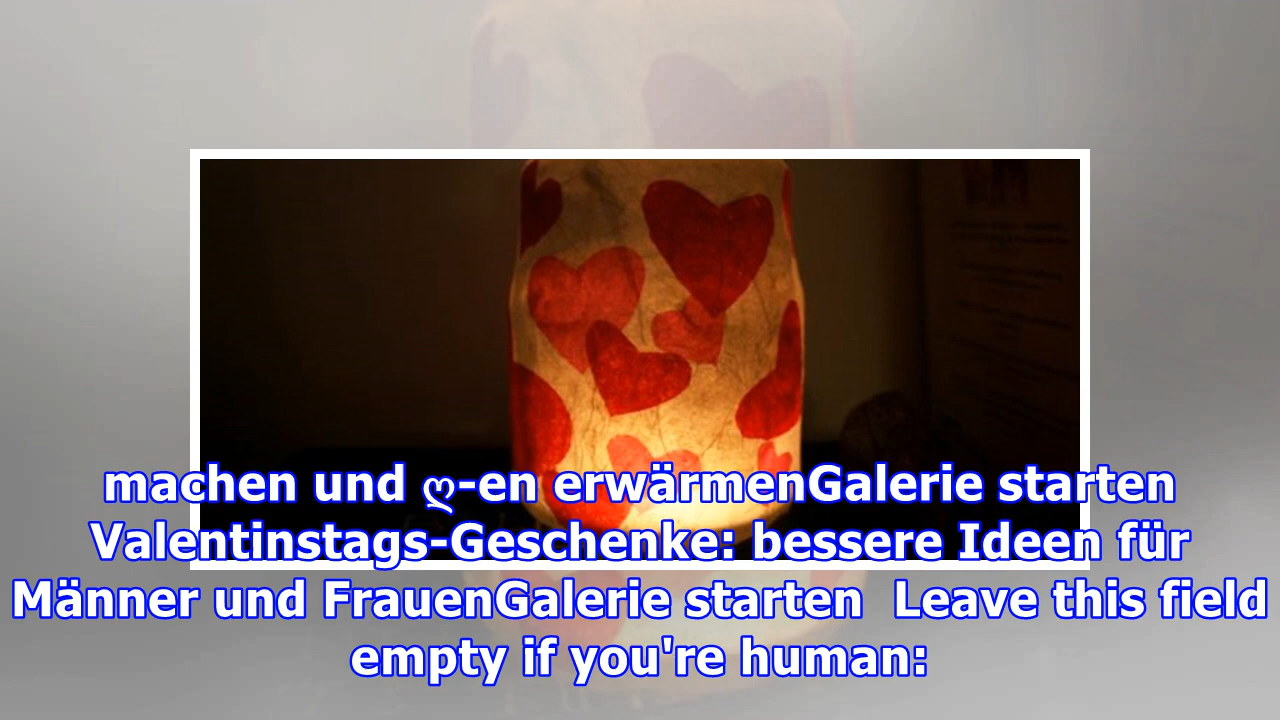 machen und ღ-en erwärmenGalerie starten
Valentinstags-Geschenke: bessere Ideen für
Männer und FrauenGalerie starten  Leave this field
empty if you're human: